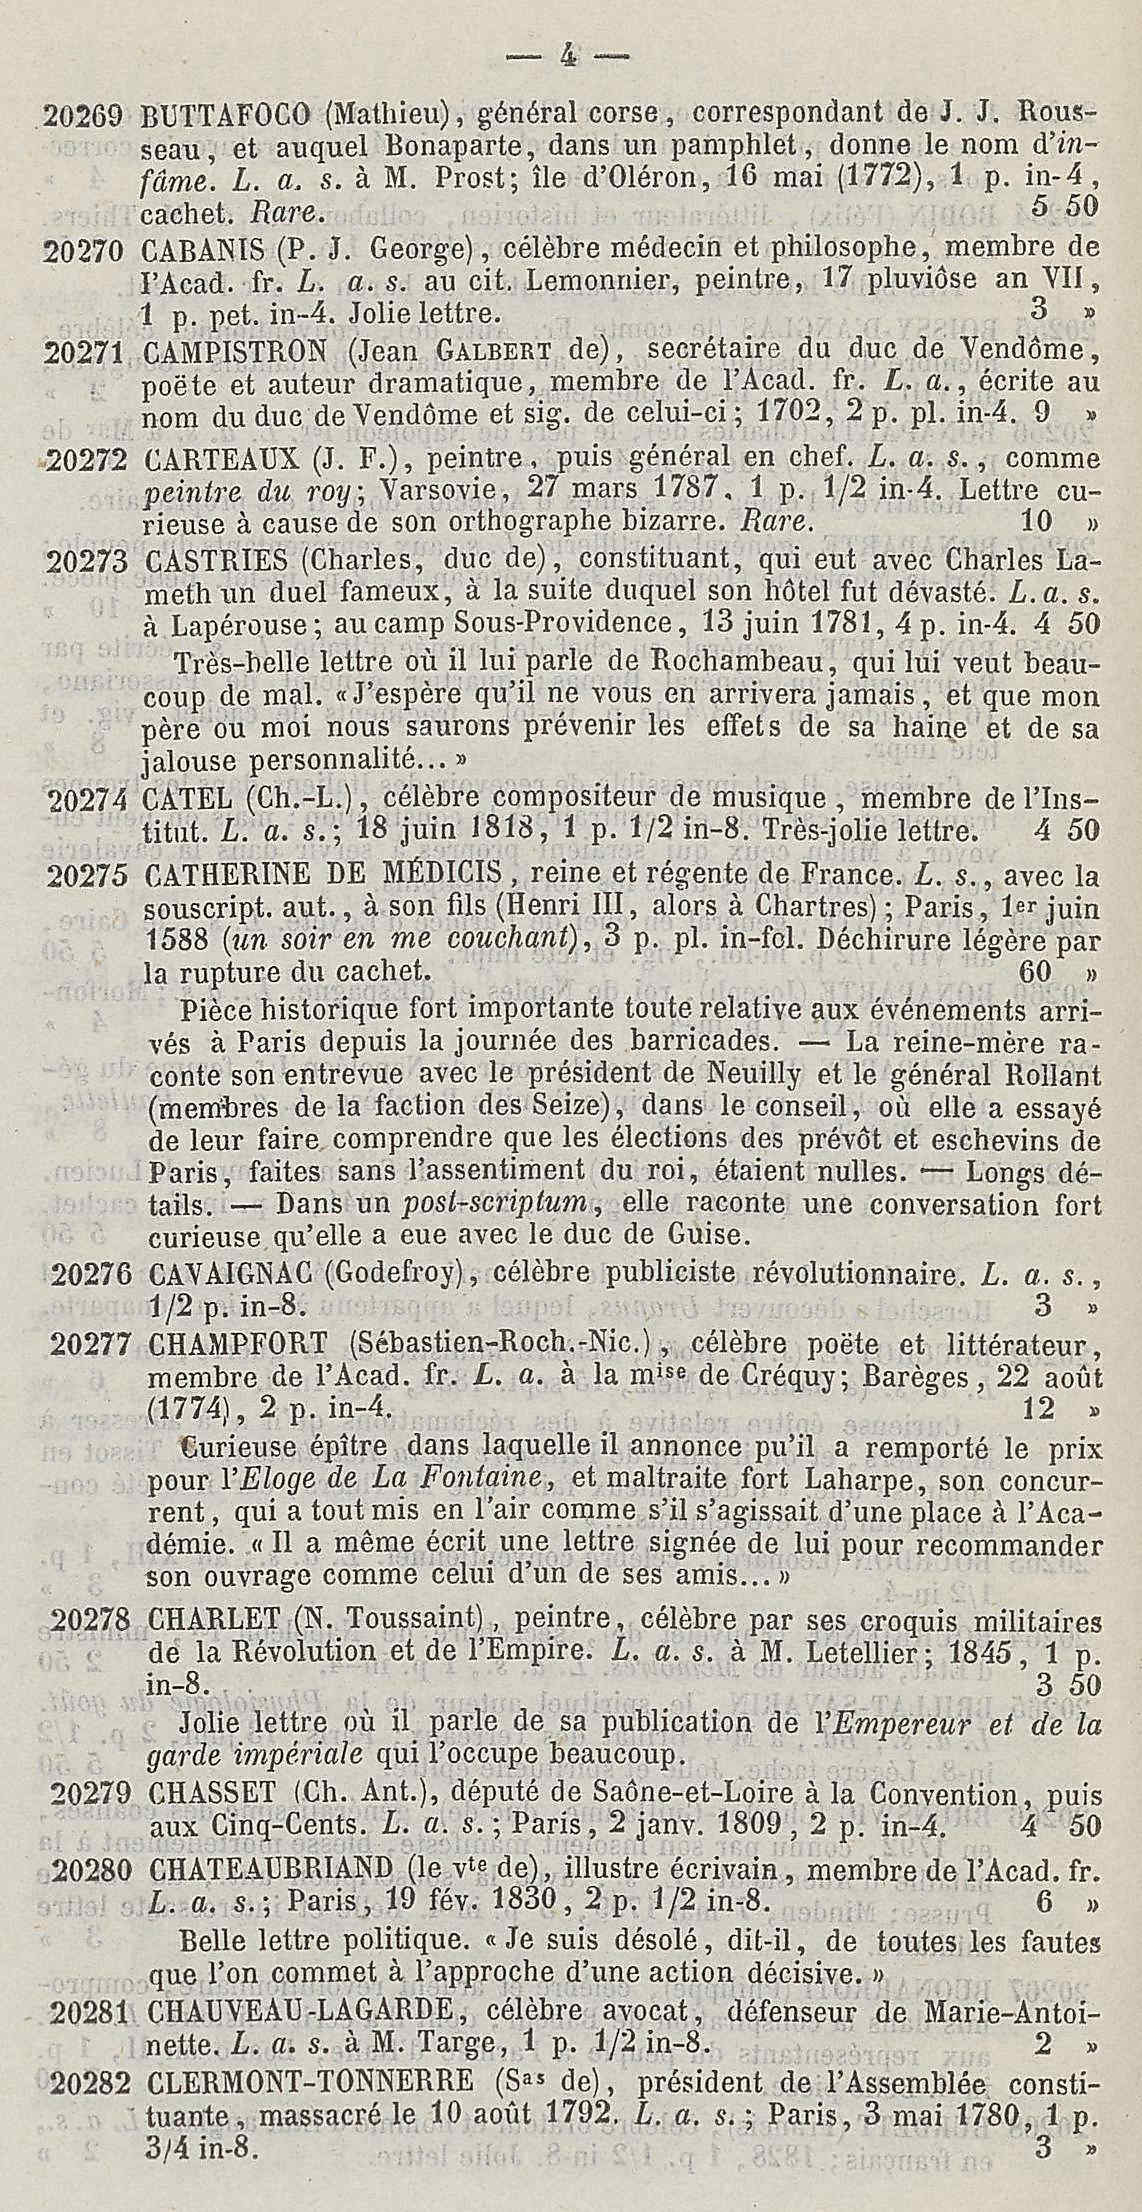 — 4 —
20269 BUTTAFOCO (Mathieu), général corse, correspondant de J. J. Rous-
seau, et auquel Bonaparte, dans un pamphlet, donne le nom d'in-
fâme. L. a. s. à M. Prost; île d'Oléron, 16 mai (1772), 1 p. in-4,
cachet. Rare. 5 50
20270 CABANIS (P. J. George), célèbre médecin et philosophe, membre de
l'Acad. fr. L. a. s. au cit. Lemonnier, peintre, 17 pluviôse an VII,
1 p. pet. in-4. Jolie lettre. 3 »
20271 CAMPISTRON (Jean GALBERT de), secrétaire du duc de Vendôme,
poëte et auteur dramatique, membre de l'Acad. fr. L. a., écrite au
nom du duc de Vendôme et sig. de celui-ci; 1702, 2 p. pl. in-4. 9 »
20272 CARTEAUX (J. F.), peintre, puis général en chef. L. a. s., comme
peintre du roy; Varsovie, 27 mars 1787. 1 p. 1/2 in-4. Lettre cu-
rieuse à cause de son orthographe bizarre. Rare. 10 »
20273 CASTRIES (Charles, duc de), constituant, qui eut avec Charles La-
meth un duel fameux, à la suite duquel son hôtel fut dévasté. L. a. s.
à Lapérouse; au camp Sous-Providence, 13 juin 1781, 4 p. in-4. 4 50
Très-belle lettre où il lui parle de Rochambeau, qui lui veut beau-
coup de mal. «J'espère qu'il ne vous en arrivera jamais, et que mon
père ou moi nous saurons prévenir les effets de sa haine et de sa
jalouse personnalité... »
20274 CATEL (Ch.-L.), célèbre compositeur de musique, membre de l'Ins-
titut. L. a. s.; 18 juin 1818, 1 p. 1/2 in-8. Très-jolie lettre. 4 50
20275 CATHERINE DE MÉDICIS, reine et régente de France. L. s., avec la
souscript. aut., à son fils (Henri III, alors à Chartres); Paris, 1er juin
1588 (un soir en me couchant), 3 p. pl. in-fol. Déchirure légère par
la rupture du cachet. 60 »
Pièce historique fort importante toute relative aux événements arri-
vés à Paris depuis la journée des barricades. — La reine-mère ra-
conte son entrevue avec le président de Neuilly et le général Rollant
(membres de la faction des Seize), dans le conseil, où elle a essayé
de leur faire comprendre que les élections des prévôt et eschevins de
Paris, faites sans l'assentiment du roi, étaient nulles. — Longs dé-
tails. — Dans un post-scriptum, elle raconte une conversation fort
curieuse qu'elle a eue avec le duc de Guise.
20276 CAVAIGNAC (Godefroy), célèbre publiciste révolutionnaire. L. a. s.,
1/2 p. in-8. 3 »
20277 CHAMPFORT (Sébastien-Roch.-Nic.), célèbre poëte et littérateur,
membre de l'Acad. fr. L. a. à la mise de Créquy; Barèges, 22 août
(1774), 2 p. in-4. 12 »
Curieuse épître dans laquelle il annonce pu'il a remporté le prix
pour l'Eloge de La Fontaine, et maltraite fort Laharpe, son concur-
rent, qui a tout mis en l'air comme s'il s'agissait d'une place à l'Aca-
démie. « Il a même écrit une lettre signée de lui pour recommander
son ouvrage comme celui d'un de ses amis... »
20278 CHARLET (N. Toussaint), peintre, célèbre par ses croquis militaires
de la Révolution et de l'Empire. L. a. s. à M. Letellier; 1845, 1 p.
in-8. 3 50
Jolie lettre où il parle de sa publication de l'Empereur et de la
garde impériale qui l'occupe beaucoup.
20279 CHASSET (Ch. Ant.), député de Saône-et-Loire à la Convention, puis
aux Cinq-Cents. L. a. s.; Paris, 2 janv. 1809, 2 p. in-4. 4 50
20280 CHATEAUBRIAND (le vte de), illustre écrivain, membre de l'Acad. fr.
L. a. s.; Paris, 19 fév. 1830, 2 p. 1/2 in-8. 6 »
Belle lettre politique. « Je suis désolé, dit-il, de toutes les fautes
que l'on commet à l'approche d'une action décisive. »
20281 CHAUVEAU-LAGARDE, célèbre avocat, défenseur de Marie-Antoi-
nette. L. a. s. à M. Targe, 1 p. 1/2 in-8. 2 »
20282 CLERMONT-TONNERRE (Sas de), président de l'Assemblée consti-
tuante, massacré le 10 août 1792. L. a. s.; Paris, 3 mai 1780, 1 p.
3/4 in-8. 3 »